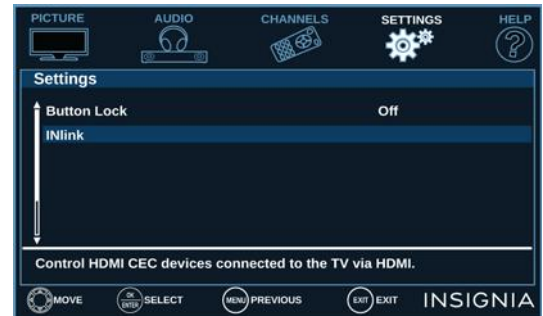 PICTURE AUDIO CHANNELS SETTINGS HELP
Settings
Button Lock Off
INlink
Control HDMI CEC devices connected to the TV via HDMI.
MOVE OK ENTER SELECT MENU PREVIOUS EXIT EXIT INSIGNIA